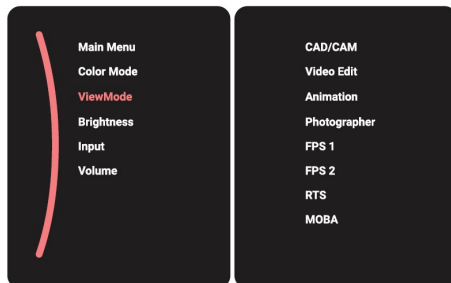 Main Menu
Color Mode
ViewMode
Brightness
Input
Volume
CAD/CAM
Video Edit
Animation
Photographer
FPS 1
FPS 2
RTS
MOBA